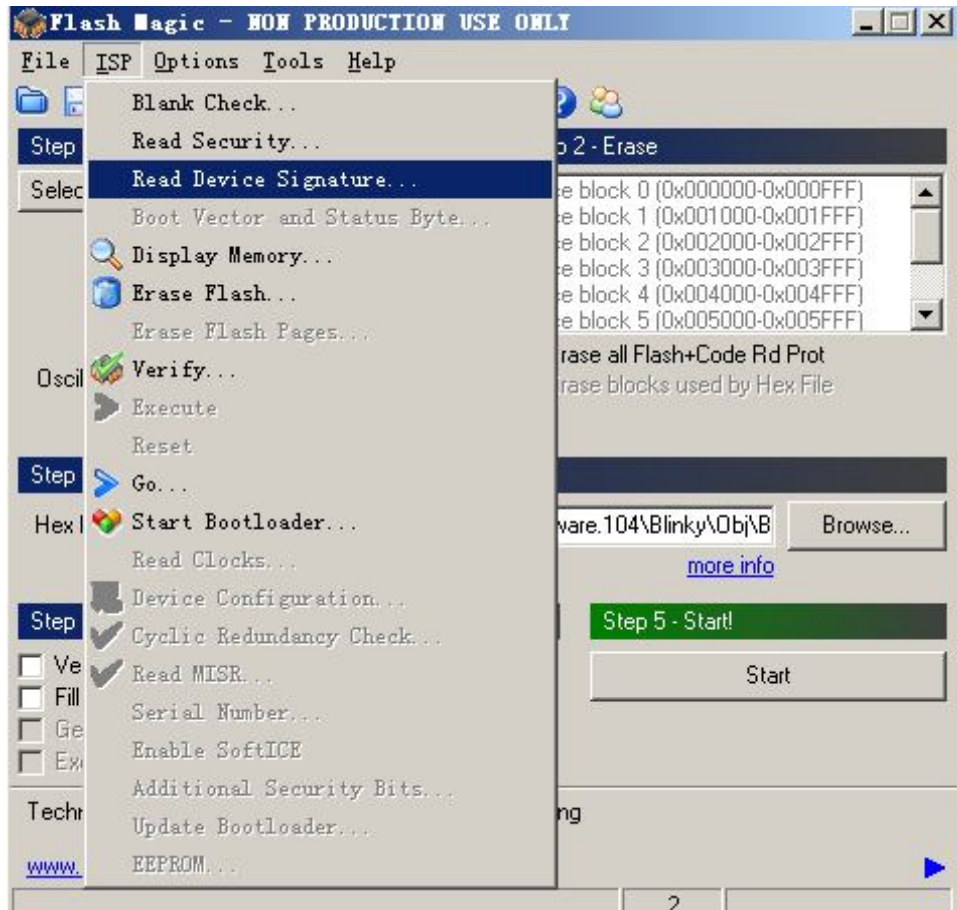 Flash Magic - NON PRODUCTION USE ONLY
File ISP Options Tools Help
Blank Check...
Step 2 - Erase
Read Security...
Selec
Read Device Signature...
block 0 (0x000000-0x000FFF)
Boot Vector and Status Byte...
block 1 (0x001000-0x001FFF)
block 2 (0x002000-0x002FFF)
Display Memory...
block 3 (0x003000-0x003FFF)
Erase Flash...
block 4 (0x004000-0x004FFF)
Erase Flash Pages...
block 5 (0x005000-0x005FFF)
rase all Flash+Code Rd Prot
Oscil
Verify...
rase blocks used by Hex File
Execute
Reset
Step
Go...
Hex
Start Bootloader...
ware.104\Blinky\Obj\B
Browse...
Read Clocks...
more info
Device Configuration...
Step
Step 5 - Start!
Cyclic Redundancy Check...
Ve
Read MISR...
Start
Fill
Serial Number...
Ge
Enable SoftICE
Ex
Additional Security Bits...
Techn
ng
Update Bootloader...
www.
EEPROM...
2